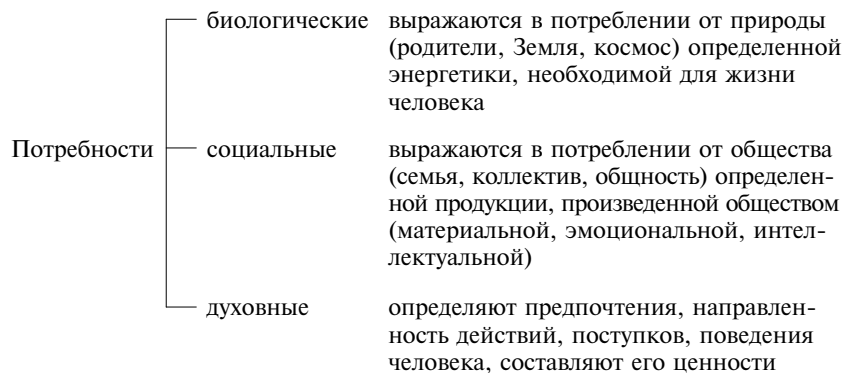 биологические выражаются в потреблении от природы
(родители, Земля, космос) определенной
энергетики, необходимой для жизни
человека
Потребности социальные выражаются в потреблении от общества
(семья, коллектив, общность) определен-
ной продукции, произведенной обществом
(материальной, эмоциональной, интел-
лектуальной)
духовные определяют предпочтения, направлен-
ность действий, поступков, поведения
человека, составляют его ценности